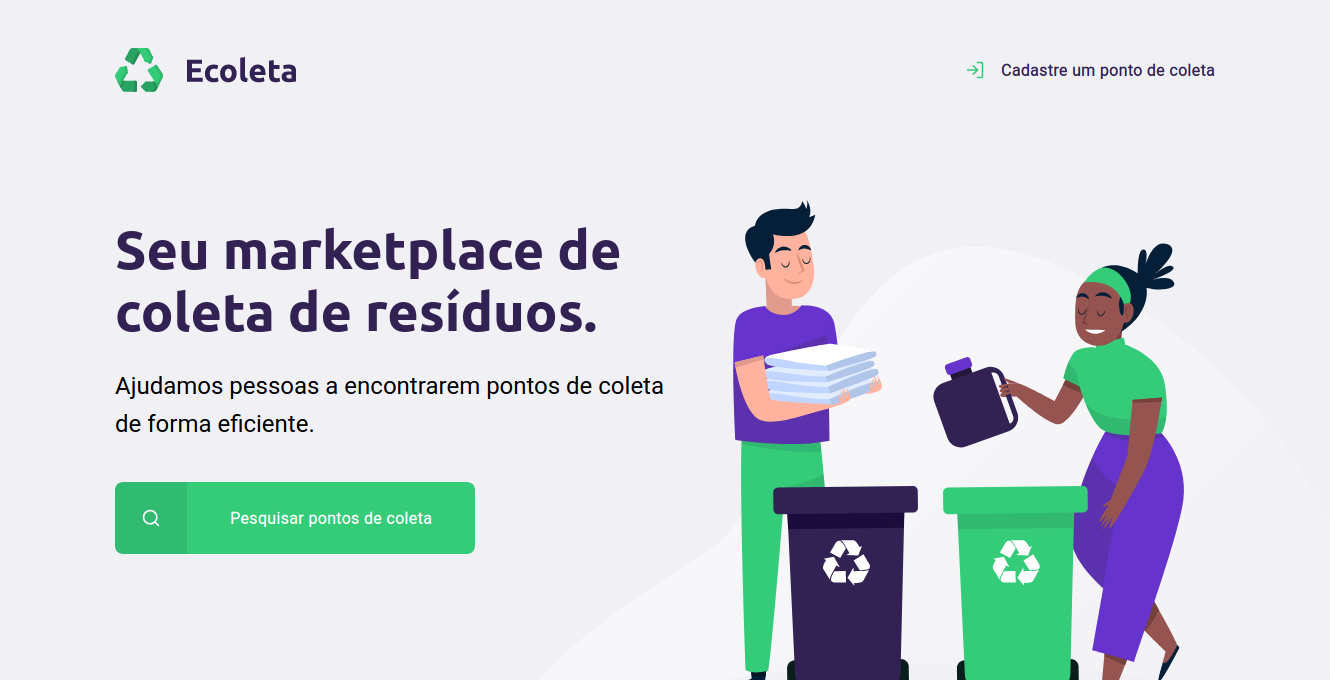 Ecoleta
Cadastre um ponto de coleta
Seu marketplace de
coleta de resíduos.
Ajudamos pessoas a encontrarem pontos de coleta
de forma eficiente.
Pesquisar pontos de coleta